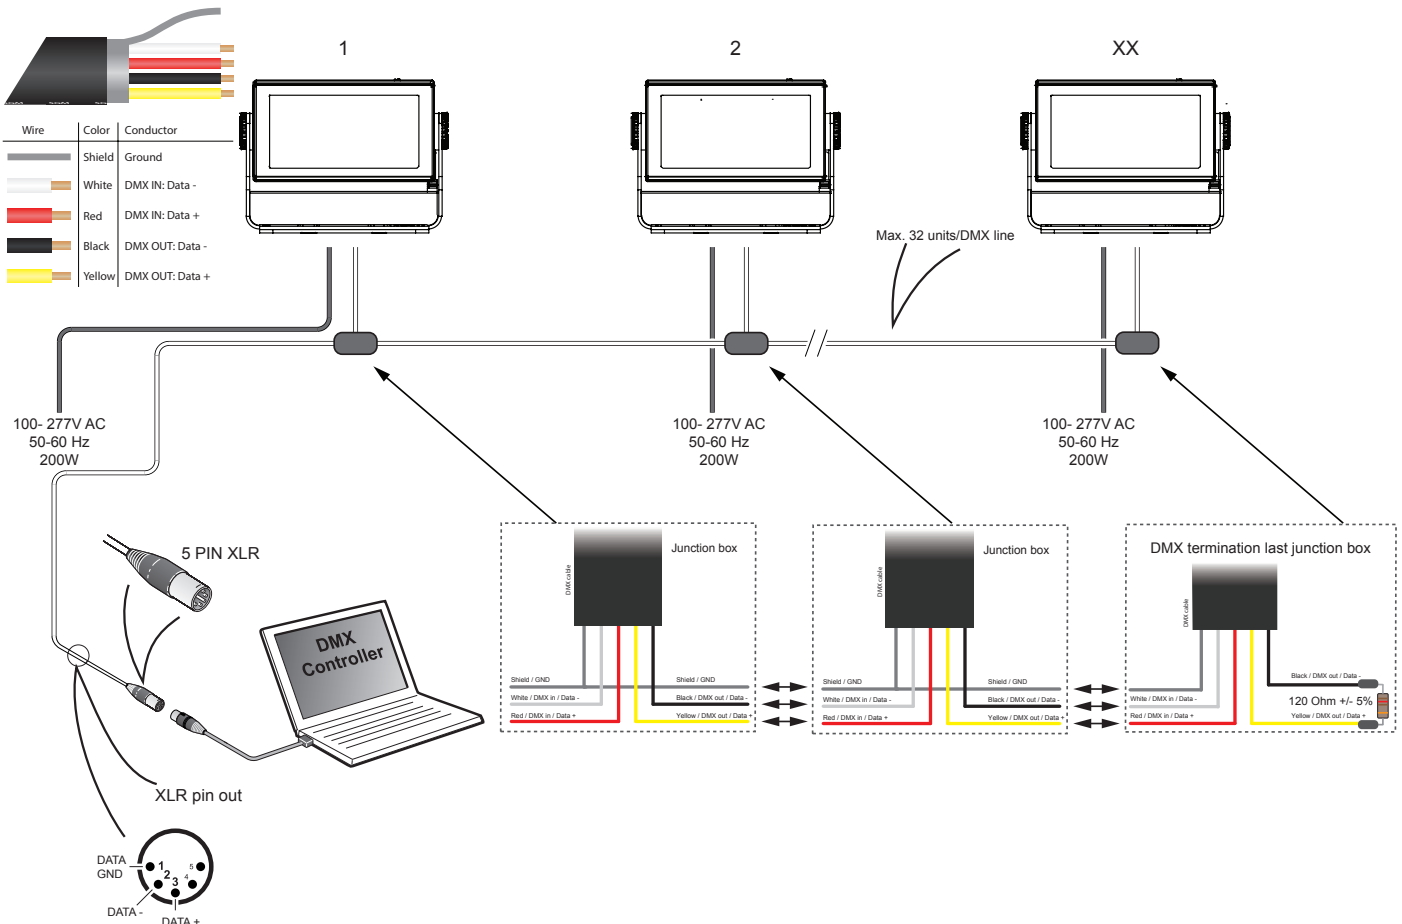 1
2
XX
Wire Color Conductor
Shield Ground
White DMX IN: Data -
Red DMX IN: Data +
Black DMX OUT: Data -
Yellow DMX OUT: Data +
Max. 32 units/DMX line
100- 277V AC
50-60 Hz
200W
100- 277V AC
50-60 Hz
200W
100- 277V AC
50-60 Hz
200W
5 PIN XLR
DMX
Controller
XLR pin out
DATA
GND
DATA -
DATA +
1
2
3
4
5
Junction box
DMX cable
Shield / GND
White / DMX in / Data -
Red / DMX in / Data +
Shield / GND
Black / DMX out / Data -
Yellow / DMX out / Data +
Junction box
DMX cable
Shield / GND
White / DMX in / Data -
Red / DMX in / Data +
Shield / GND
Black / DMX out / Data -
Yellow / DMX out / Data +
DMX termination last junction box
DMX cable
White / DMX in / Data -
Red / DMX in / Data +
Black / DMX out / Data -
120 Ohm +/- 5%
Yellow / DMX out / Data +